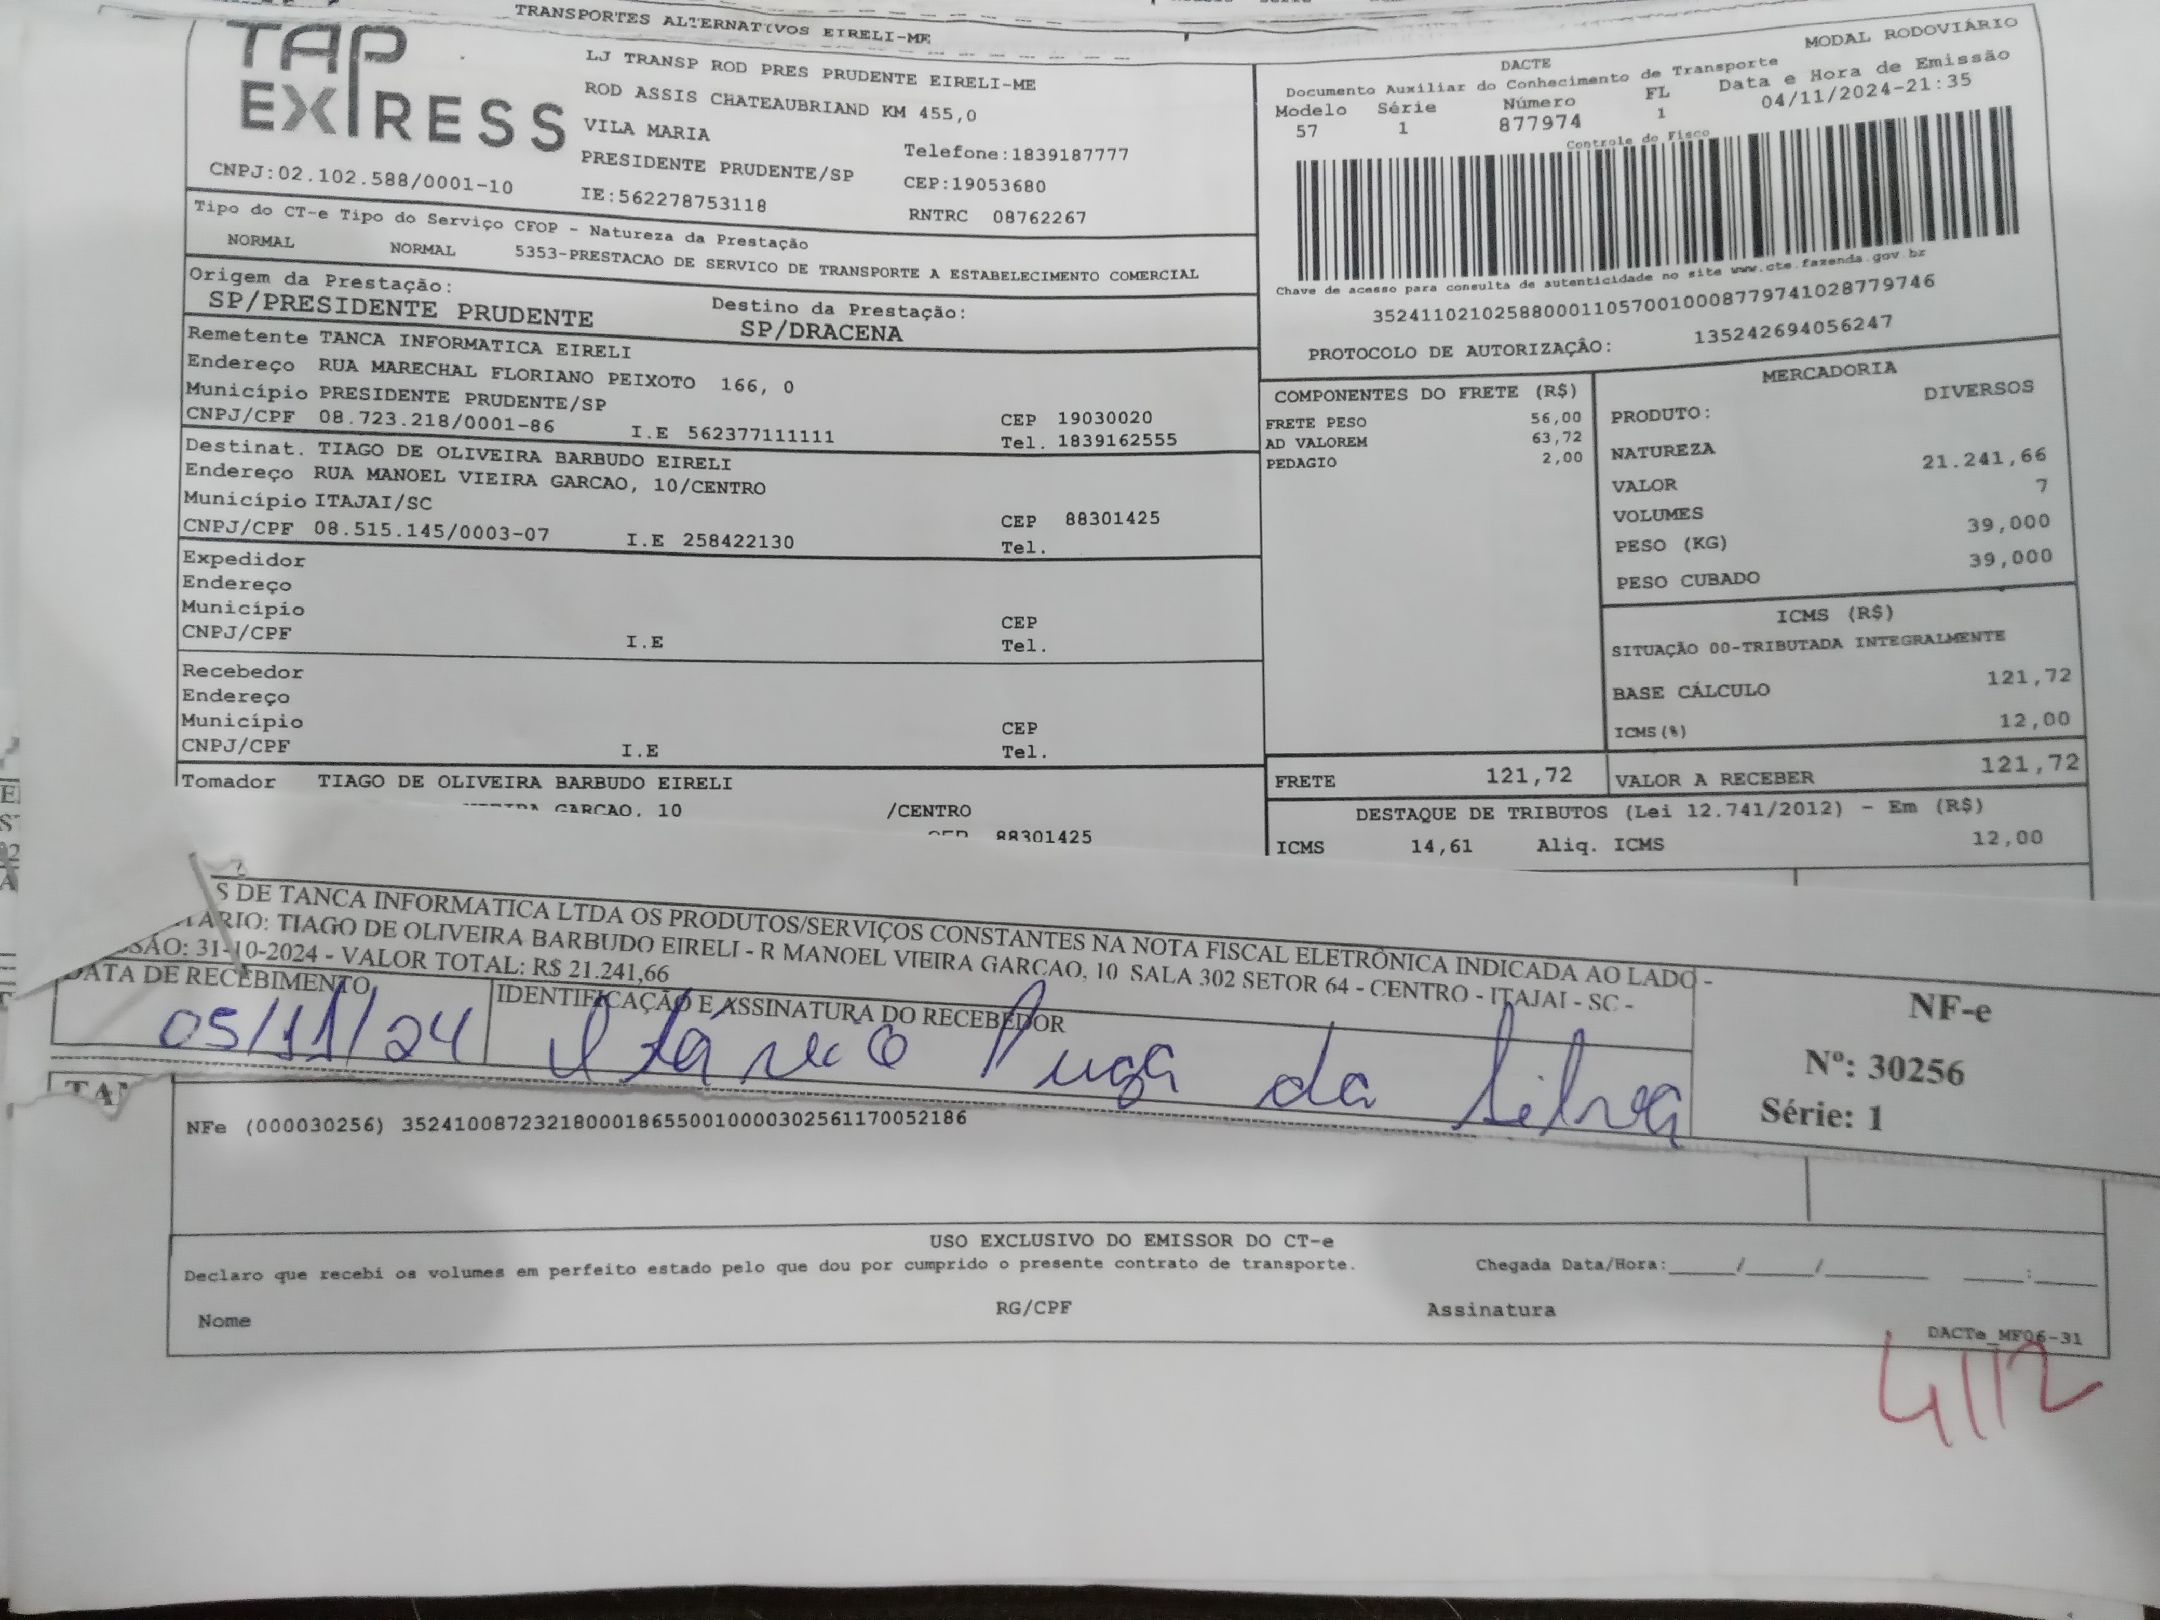 TRANSPORTES ALTERNATIVOS EIRELI-ME
TAP EXPRESS
LJ TRANSP ROD PRES PRUDENTE EIRELI-ME
ROD ASSIS CHATEAUBRIAND KM 455,0
VILA MARIA
Telefone:1839187777
PRESIDENTE PRUDENTE/SP
CEP:19053680
CNPJ:02.102.588/0001-10
IE:562278753118
RNTRC 08762267
MODAL RODOVIÁRIO
DACTE
Documento Auxiliar do Conhecimento de Transporte
Modelo Série Número FL Data e Hora de Emissão
57 1 877974 1 04/11/2024-21:35
Controle do Fisco
Chave de acesso para consulta de autenticidade no site www.cte.fazenda.gov.br
35241102102588000110570010008779741028779746
PROTOCOLO DE AUTORIZAÇÂO: 135242694056247
Tipo do CT-e Tipo do Serviço CFOP - Natureza da Prestação
NORMAL NORMAL 5353-PRESTACAO DE SERVICO DE TRANSPORTE A ESTABELECIMENTO COMERCIAL
Origem da Prestação: Destino da Prestação:
SP/PRESIDENTE PRUDENTE SP/DRACENA
Remetente TANCA INFORMATICA EIRELI
Endereço RUA MARECHAL FLORIANO PEIXOTO 166, 0
Município PRESIDENTE PRUDENTE/SP CEP 19030020
CNPJ/CPF 08.723.218/0001-86 I.E 562377111111 Tel. 1839162555
Destinat. TIAGO DE OLIVEIRA BARBUDO EIRELI
Endereço RUA MANOEL VIEIRA GARCAO, 10/CENTRO
Município ITAJAI/SC CEP 88301425
CNPJ/CPF 08.515.145/0003-07 I.E 258422130 Tel.
Expedidor
Endereço
Município CEP
CNPJ/CPF I.E Tel.
Recebedor
Endereço
Município CEP
CNPJ/CPF I.E Tel.
Tomador TIAGO DE OLIVEIRA BARBUDO EIRELI
GARCAO, 10 /CENTRO
CEP 88301425
COMPONENTES DO FRETE (R$)
FRETE PESO 56,00
AD VALOREM 63,72
PEDAGIO 2,00
MERCADORIA
PRODUTO: DIVERSOS
NATUREZA
VALOR 21.241,66
VOLUMES 7
PESO (KG) 39,000
PESO CUBADO 39,000
ICMS (R$)
SITUAÇÃO 00-TRIBUTADA INTEGRALMENTE
BASE CÁLCULO 121,72
ICMS(%) 12,00
FRETE 121,72 VALOR A RECEBER 121,72
DESTAQUE DE TRIBUTOS (Lei 12.741/2012) - Em (R$)
ICMS 14,61 Aliq. ICMS 12,00
S DE TANCA INFORMATICA LTDA OS PRODUTOS/SERVIÇOS CONSTANTES NA NOTA FISCAL ELETRÔNICA INDICADA AO LADO -
TÁRIO: TIAGO DE OLIVEIRA BARBUDO EIRELI - R MANOEL VIEIRA GARCAO, 10 SALA 302 SETOR 64 - CENTRO - ITAJAI - SC -
SSÃO: 31-10-2024 - VALOR TOTAL: R$ 21.241,66
DATA DE RECEBIMENTO IDENTIFICAÇÃO E ASSINATURA DO RECEBEDOR
05/11/24 Puga da Silva
NF-e
Nº: 30256
Série: 1
TAN
NFe (000030256) 35241008723218000186550010000302561170052186
USO EXCLUSIVO DO EMISSOR DO CT-e
Declaro que recebi os volumes em perfeito estado pelo que dou por cumprido o presente contrato de transporte. Chegada Data/Hora:_____/_____/_______ ____:____
Nome RG/CPF Assinatura
DACTe_MF06-31
4112